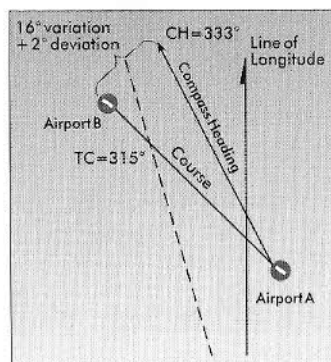 16° variation
+ 2° deviation
CH=333°
Line of
Longitude
Compass Heading
Airport B
TC=315°
Course
Airport A